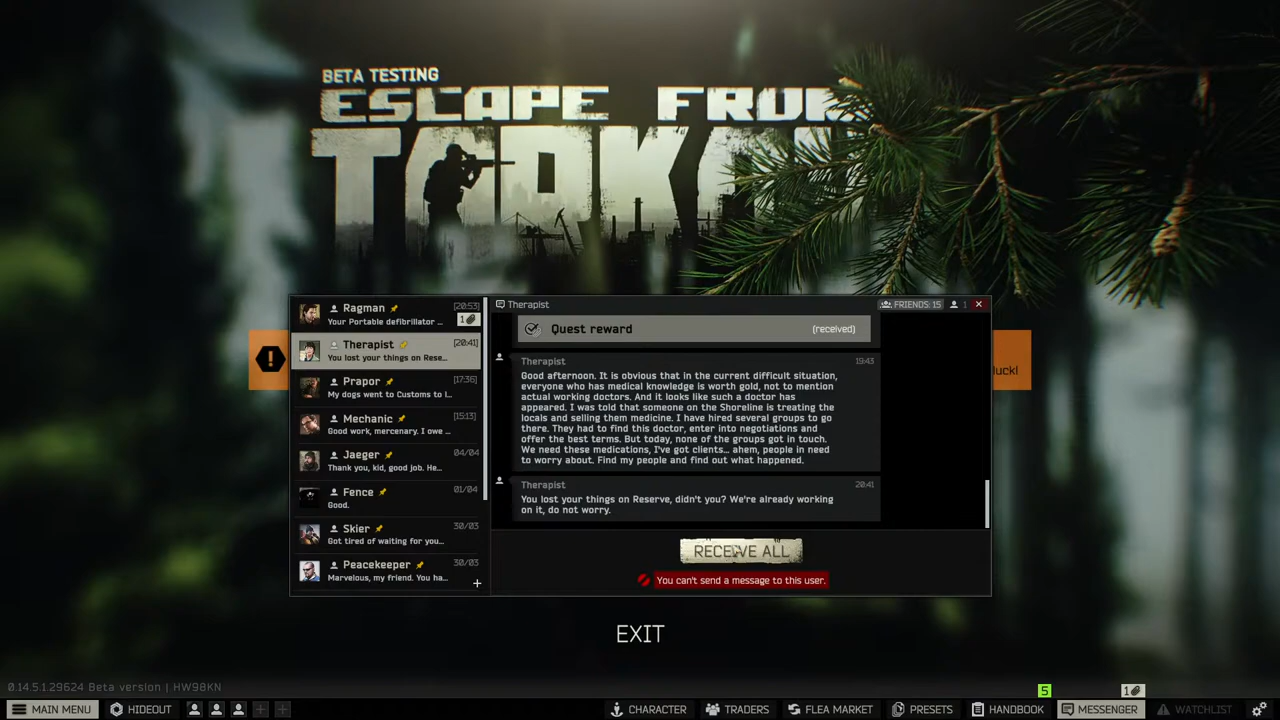 BETA TESTING
ESCAPE FROM
TARKOV
Ragman
[20:53]
Your Portable defibrillator ...
1
Therapist
[20:41]
You lost your things on Rese...
Prapor
[17:36]
My dogs went to Customs to l...
Mechanic
[15:13]
Good work, mercenary. I owe ...
Jaeger
04/04
Thank you, kid, good job. He...
Fence
01/04
Good.
Skier
30/03
Got tired of waiting for you...
Peacekeeper
30/03
Marvelous, my friend. You ha...
+
Therapist
FRIENDS: 15
1
Quest reward
(received)
Therapist
19:43
Good afternoon. It is obvious that in the current difficult situation,
everyone who has medical knowledge is worth gold, not to mention
actual working doctors. And it looks like such a doctor has
appeared. I was told that someone on the Shoreline is treating the
locals and selling them medicine. I have hired several groups to go
there. They had to find this doctor, enter into negotiations and
offer the best terms. But today, none of the groups got in touch.
We need these medications, I've got clients... ahem, people in need
to worry about. Find my people and find out what happened.
Therapist
20:41
You lost your things on Reserve, didn't you? We're already working
on it, do not worry.
RECEIVE ALL
You can't send a message to this user.
!
luck!
EXIT
0.14.5.1.29624 Beta version | HW98KN
5
1
MAIN MENU
HIDEOUT
CHARACTER
TRADERS
FLEA MARKET
PRESETS
HANDBOOK
MESSENGER
WATCHLIST